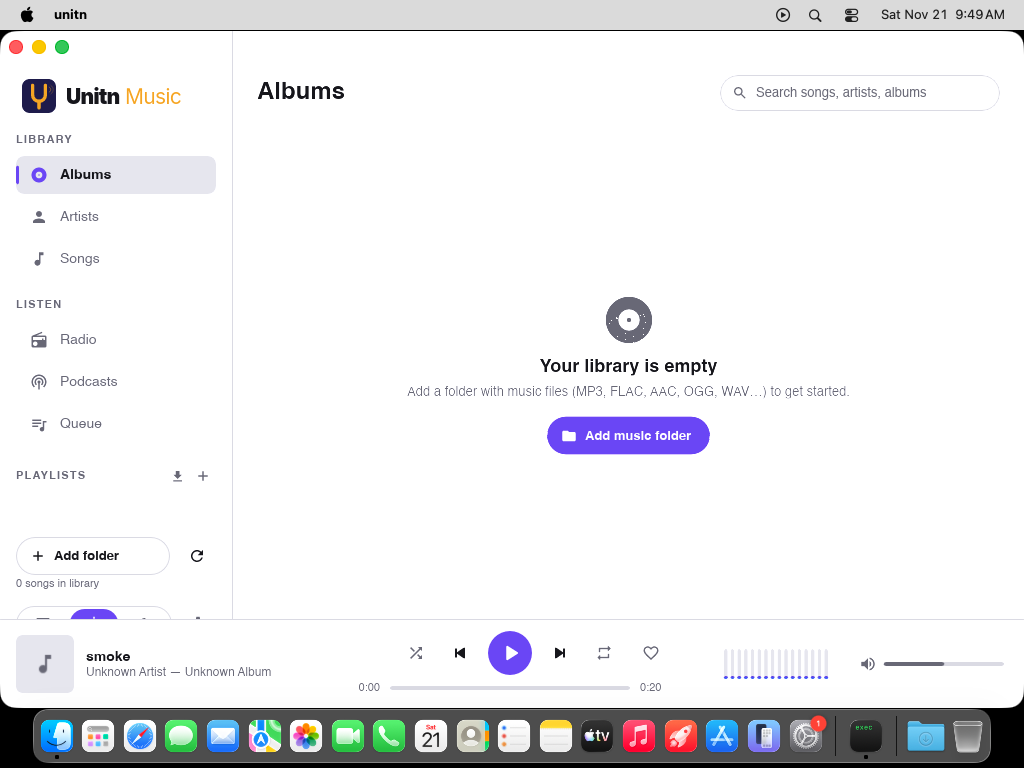 unitn
Sat Nov 21 9:49 AM
Unitn Music
LIBRARY
Albums
Artists
Songs
LISTEN
Radio
Podcasts
Queue
PLAYLISTS
Add folder
0 songs in library
Albums
Search songs, artists, albums
Your library is empty
Add a folder with music files (MP3, FLAC, AAC, OGG, WAV…) to get started.
Add music folder
smoke
Unknown Artist — Unknown Album
0:00
0:20
Sat
21
tv
1
exec